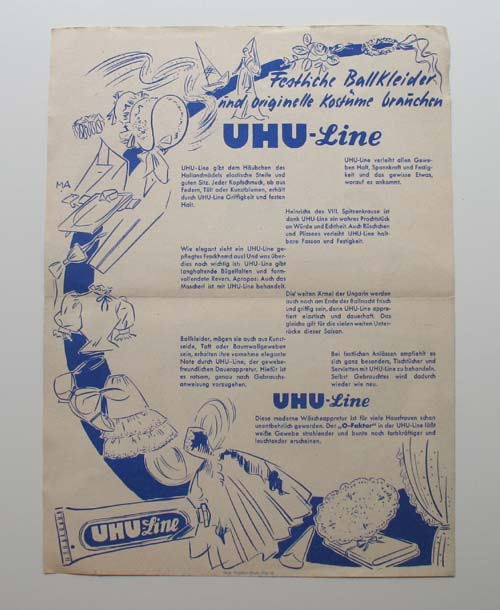 Festliche Ballkleider
und originelle Kostüme brauchen
UHU-Line
UHU-Line gibt dem Häubchen des
Hollandmädels elastische Steife und
guten Sitz. Jeder Kopfschmuck, ob aus
Federn, Tüll oder Kunstblumen, erhält
durch UHU-Line Griffigkeit und festen
Halt.
UHU-Line verleiht allen Gewe-
ben Halt, Spannkraft und Festig-
keit und das gewisse Etwas,
worauf es ankommt.
MA
Heinrichs des VIII. Spitzenkrause ist
dank UHU-Line ein wahres Prachtstück
an Würde und Echtheit. Auch Rüschchen
und Plissees verleiht UHU-Line halt-
bare Fasson und Festigkeit.
Wie elegant sieht ein UHU-Line ge-
pflegtes Frackhemd aus! Und was über-
dies noch wichtig ist: UHU-Line gibt
langhaltende Bügelfalten und form-
vollendete Revers. Apropos: Auch das
Mascherl ist mit UHU-Line behandelt.
Die weiten Ärmel der Ungarin werden
auch noch am Ende der Ballnacht frisch
und griffig sein, denn UHU-Line appre-
tiert elastisch und dauerhaft. Das
gleiche gilt für die vielen weiten Unter-
röcke dieser Saison.
Ballkleider, mögen sie auch aus Kunst-
seide, Taft oder Baumwollgeweben
sein, erhalten ihre vornehme elegante
Note durch UHU-Line, der gewebe-
freundlichen Dauerappretur. Hiefür ist
es ratsam, genau nach Gebrauchs-
anweisung vorzugehen.
Bei festlichen Anlässen empfiehlt es
sich ganz besonders, Tischtücher und
Servietten mit UHU-Line zu behandeln.
Selbst Gebrauchtes wird dadurch
wieder wie neu.
UHU-Line
Diese moderne Wäscheappretur ist für viele Hausfrauen schon
unentbehrlich geworden. Der „O-Faktor" in der UHU-Line läßt
weiße Gewebe strahlender und bunte noch farbkräftiger und
leuchtender erscheinen.
UHU Line